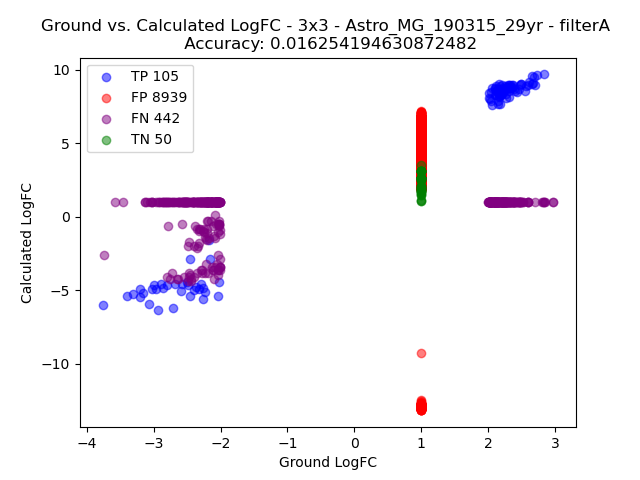 Ground vs. Calculated LogFC - 3x3 - Astro_MG_190315_29yr - filterA
Accuracy: 0.016254194630872482
TP 105
FP 8939
FN 442
TN 50
10
5
0
−5
−10
Calculated LogFC
−4 −3 −2 −1 0 1 2 3
Ground LogFC